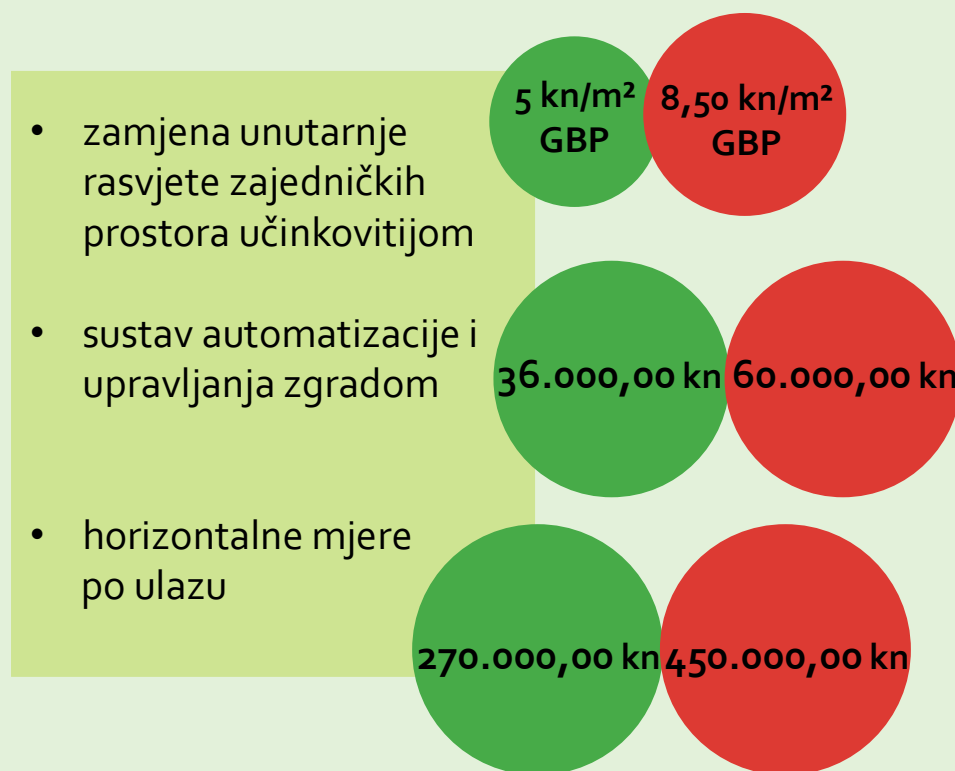 • zamjena unutarnje
rasvjete zajedničkih
prostora učinkovitijom
5 kn/m²
GBP
8,50 kn/m²
GBP
• sustav automatizacije i
upravljanja zgradom
36.000,00 kn
60.000,00 kn
• horizontalne mjere
po ulazu
270.000,00 kn
450.000,00 kn